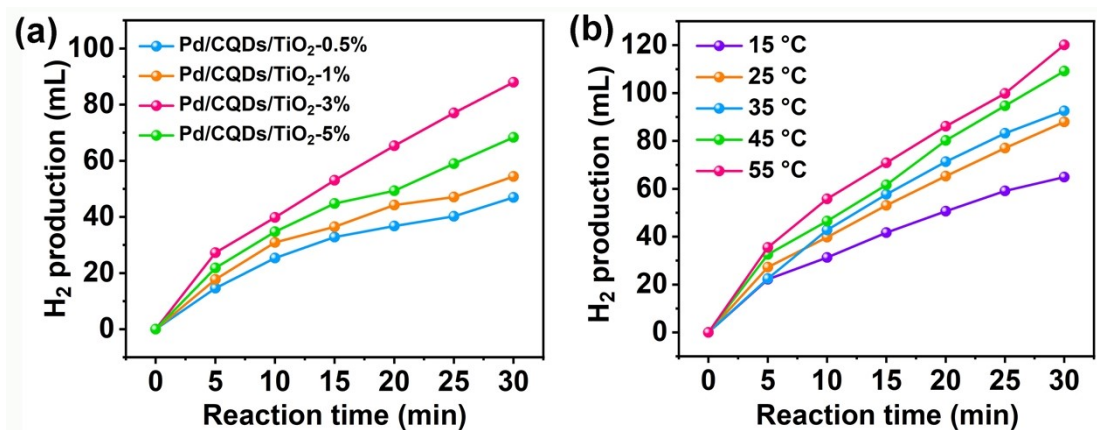 (a)
H₂ production (mL)
100
80
60
40
20
0
Pd/CQDs/TiO₂-0.5%
Pd/CQDs/TiO₂-1%
Pd/CQDs/TiO₂-3%
Pd/CQDs/TiO₂-5%
0 5 10 15 20 25 30
Reaction time (min)
(b)
H₂ production (mL)
120
100
80
60
40
20
0
15 °C
25 °C
35 °C
45 °C
55 °C
0 5 10 15 20 25 30
Reaction time (min)